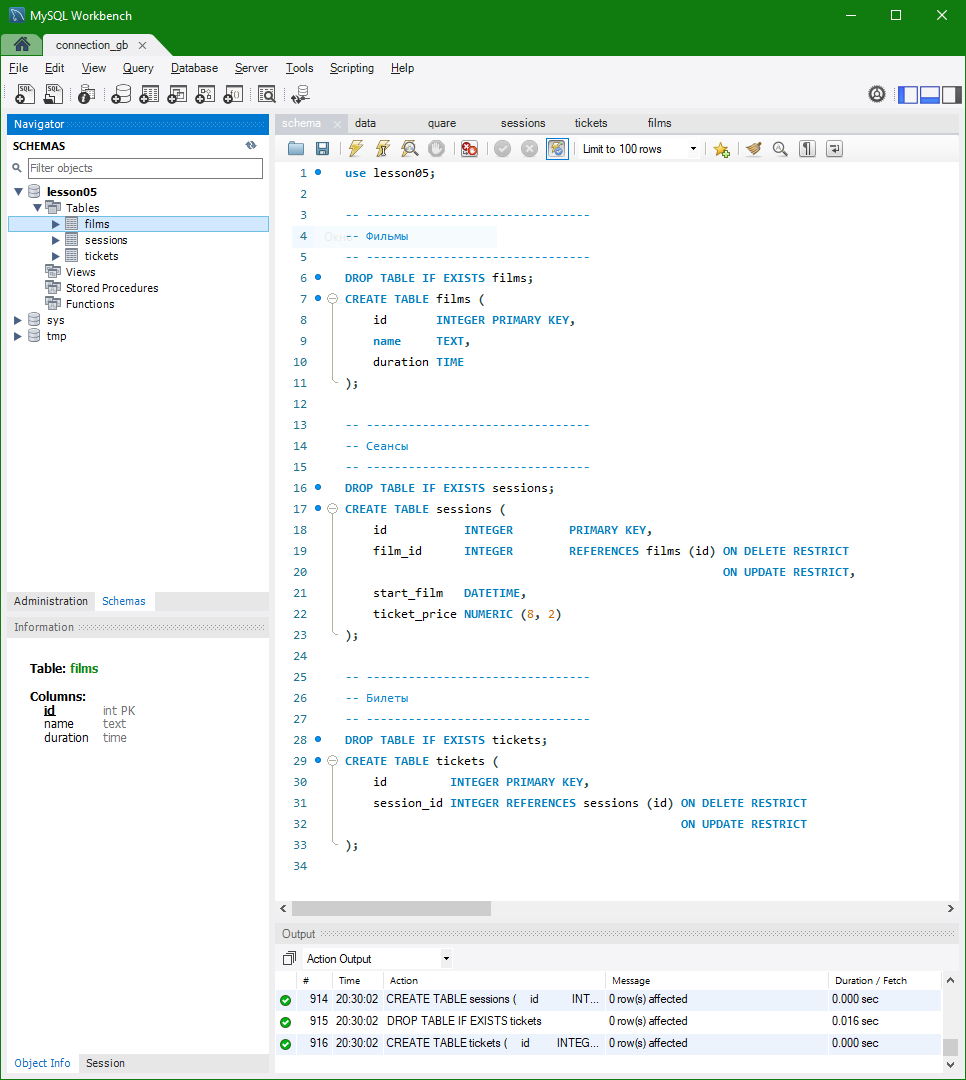 MySQL Workbench
connection_gb
File Edit View Query Database Server Tools Scripting Help
Navigator
SCHEMAS
Filter objects
lesson05
Tables
films
sessions
tickets
Views
Stored Procedures
Functions
sys
tmp
Administration Schemas
Information
Table: films
Columns:
id int PK
name text
duration time
Object Info Session
schema data quare sessions tickets films
Limit to 100 rows
1 use lesson05;
2
3 -- --------------------------------
4 -- Фильмы
5 -- --------------------------------
6 DROP TABLE IF EXISTS films;
7 CREATE TABLE films (
8 id INTEGER PRIMARY KEY,
9 name TEXT,
10 duration TIME
11 );
12
13 -- --------------------------------
14 -- Сеансы
15 -- --------------------------------
16 DROP TABLE IF EXISTS sessions;
17 CREATE TABLE sessions (
18 id INTEGER PRIMARY KEY,
19 film_id INTEGER REFERENCES films (id) ON DELETE RESTRICT
20 ON UPDATE RESTRICT,
21 start_film DATETIME,
22 ticket_price NUMERIC (8, 2)
23 );
24
25 -- --------------------------------
26 -- Билеты
27 -- --------------------------------
28 DROP TABLE IF EXISTS tickets;
29 CREATE TABLE tickets (
30 id INTEGER PRIMARY KEY,
31 session_id INTEGER REFERENCES sessions (id) ON DELETE RESTRICT
32 ON UPDATE RESTRICT
33 );
34
Output
Action Output
# Time Action Message Duration / Fetch
914 20:30:02 CREATE TABLE sessions ( id INT... 0 row(s) affected 0.000 sec
915 20:30:02 DROP TABLE IF EXISTS tickets 0 row(s) affected 0.016 sec
916 20:30:02 CREATE TABLE tickets ( id INTEG... 0 row(s) affected 0.000 sec